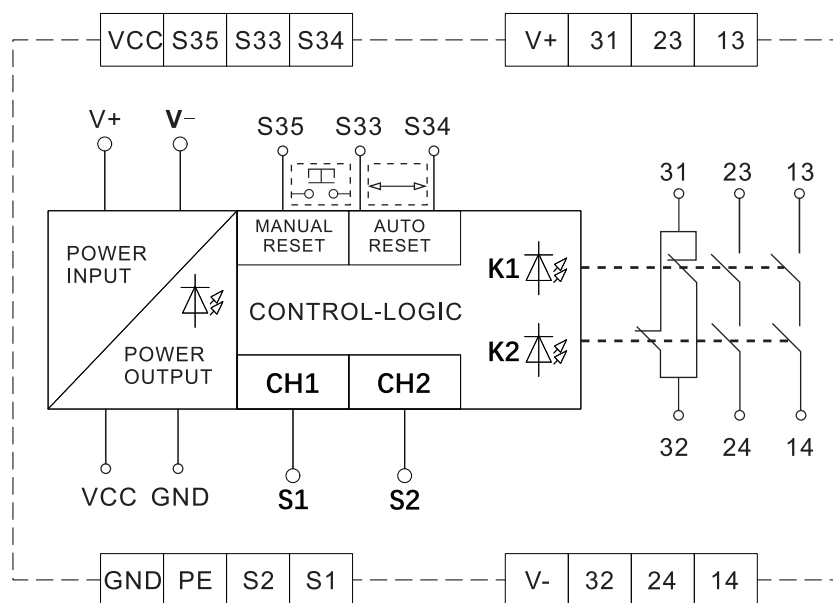 VCC S35 S33 S34
V+ 31 23 13
V+ V-
S35 S33 S34
31 23 13
MANUAL RESET
AUTO RESET
POWER INPUT
K1
CONTROL-LOGIC
K2
POWER OUTPUT
CH1 CH2
32 24 14
VCC GND
S1 S2
GND PE S2 S1
V- 32 24 14